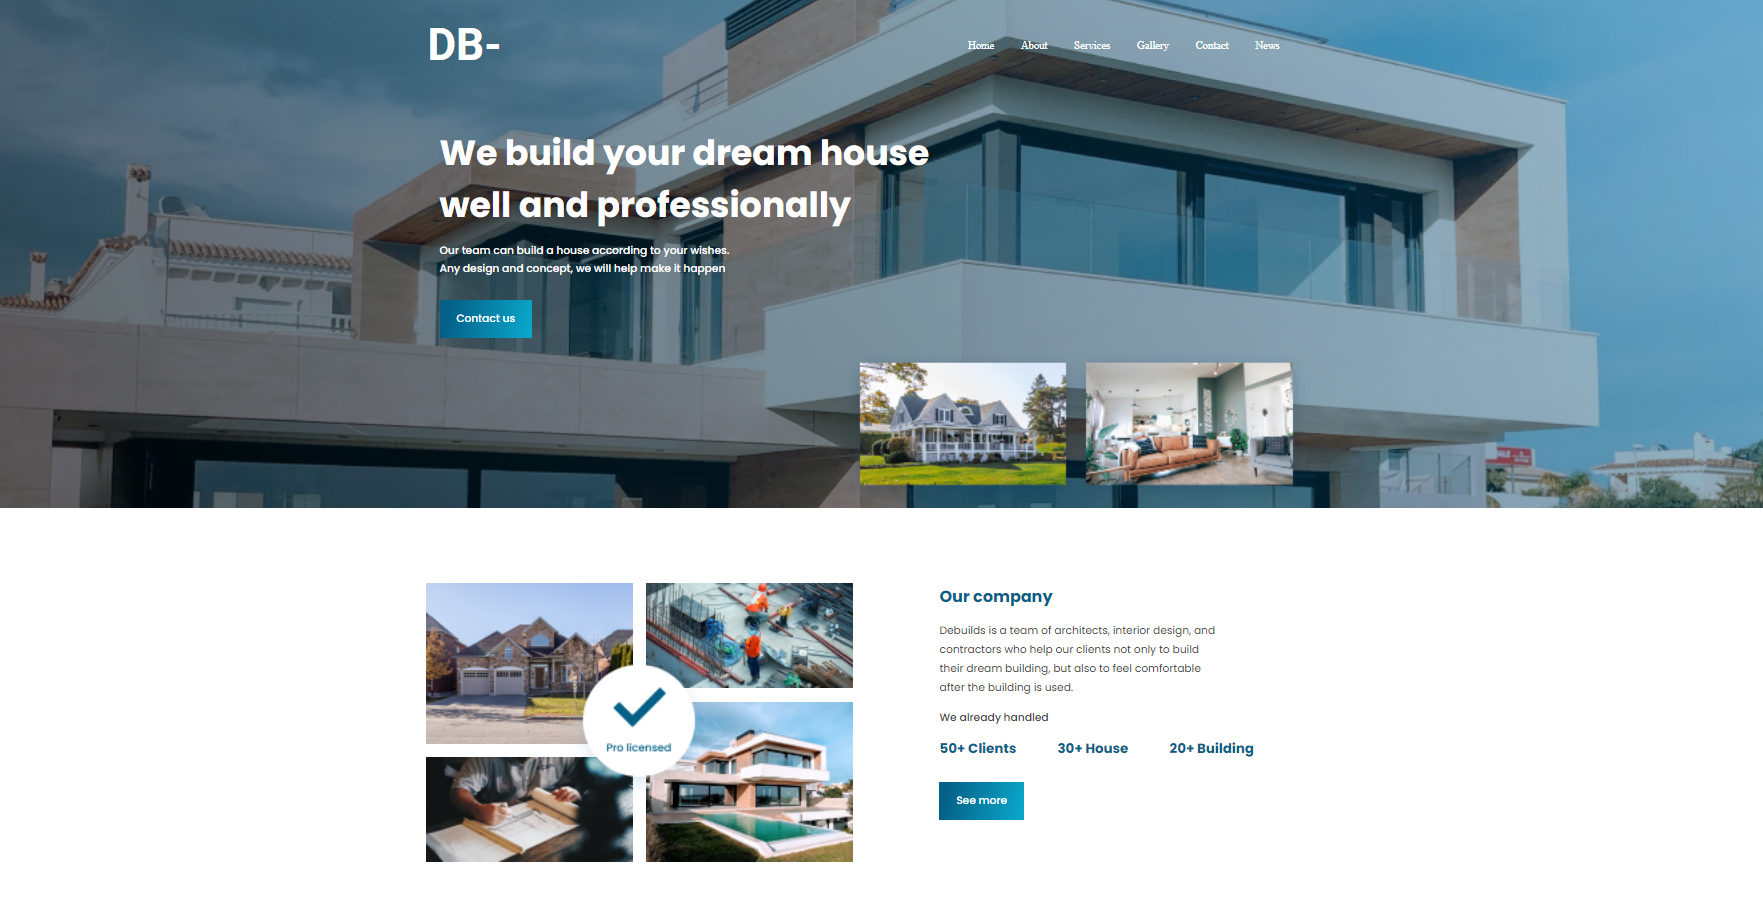 DB-
Home About Services Gallery Contact News
We build your dream house
well and professionally
Our team can build a house according to your wishes.
Any design and concept, we will help make it happen
Contact us
Pro licensed
Our company
Debuilds is a team of architects, interior design, and
contractors who help our clients not only to build
their dream building, but also to feel comfortable
after the building is used.
We already handled
50+ Clients 30+ House 20+ Building
See more